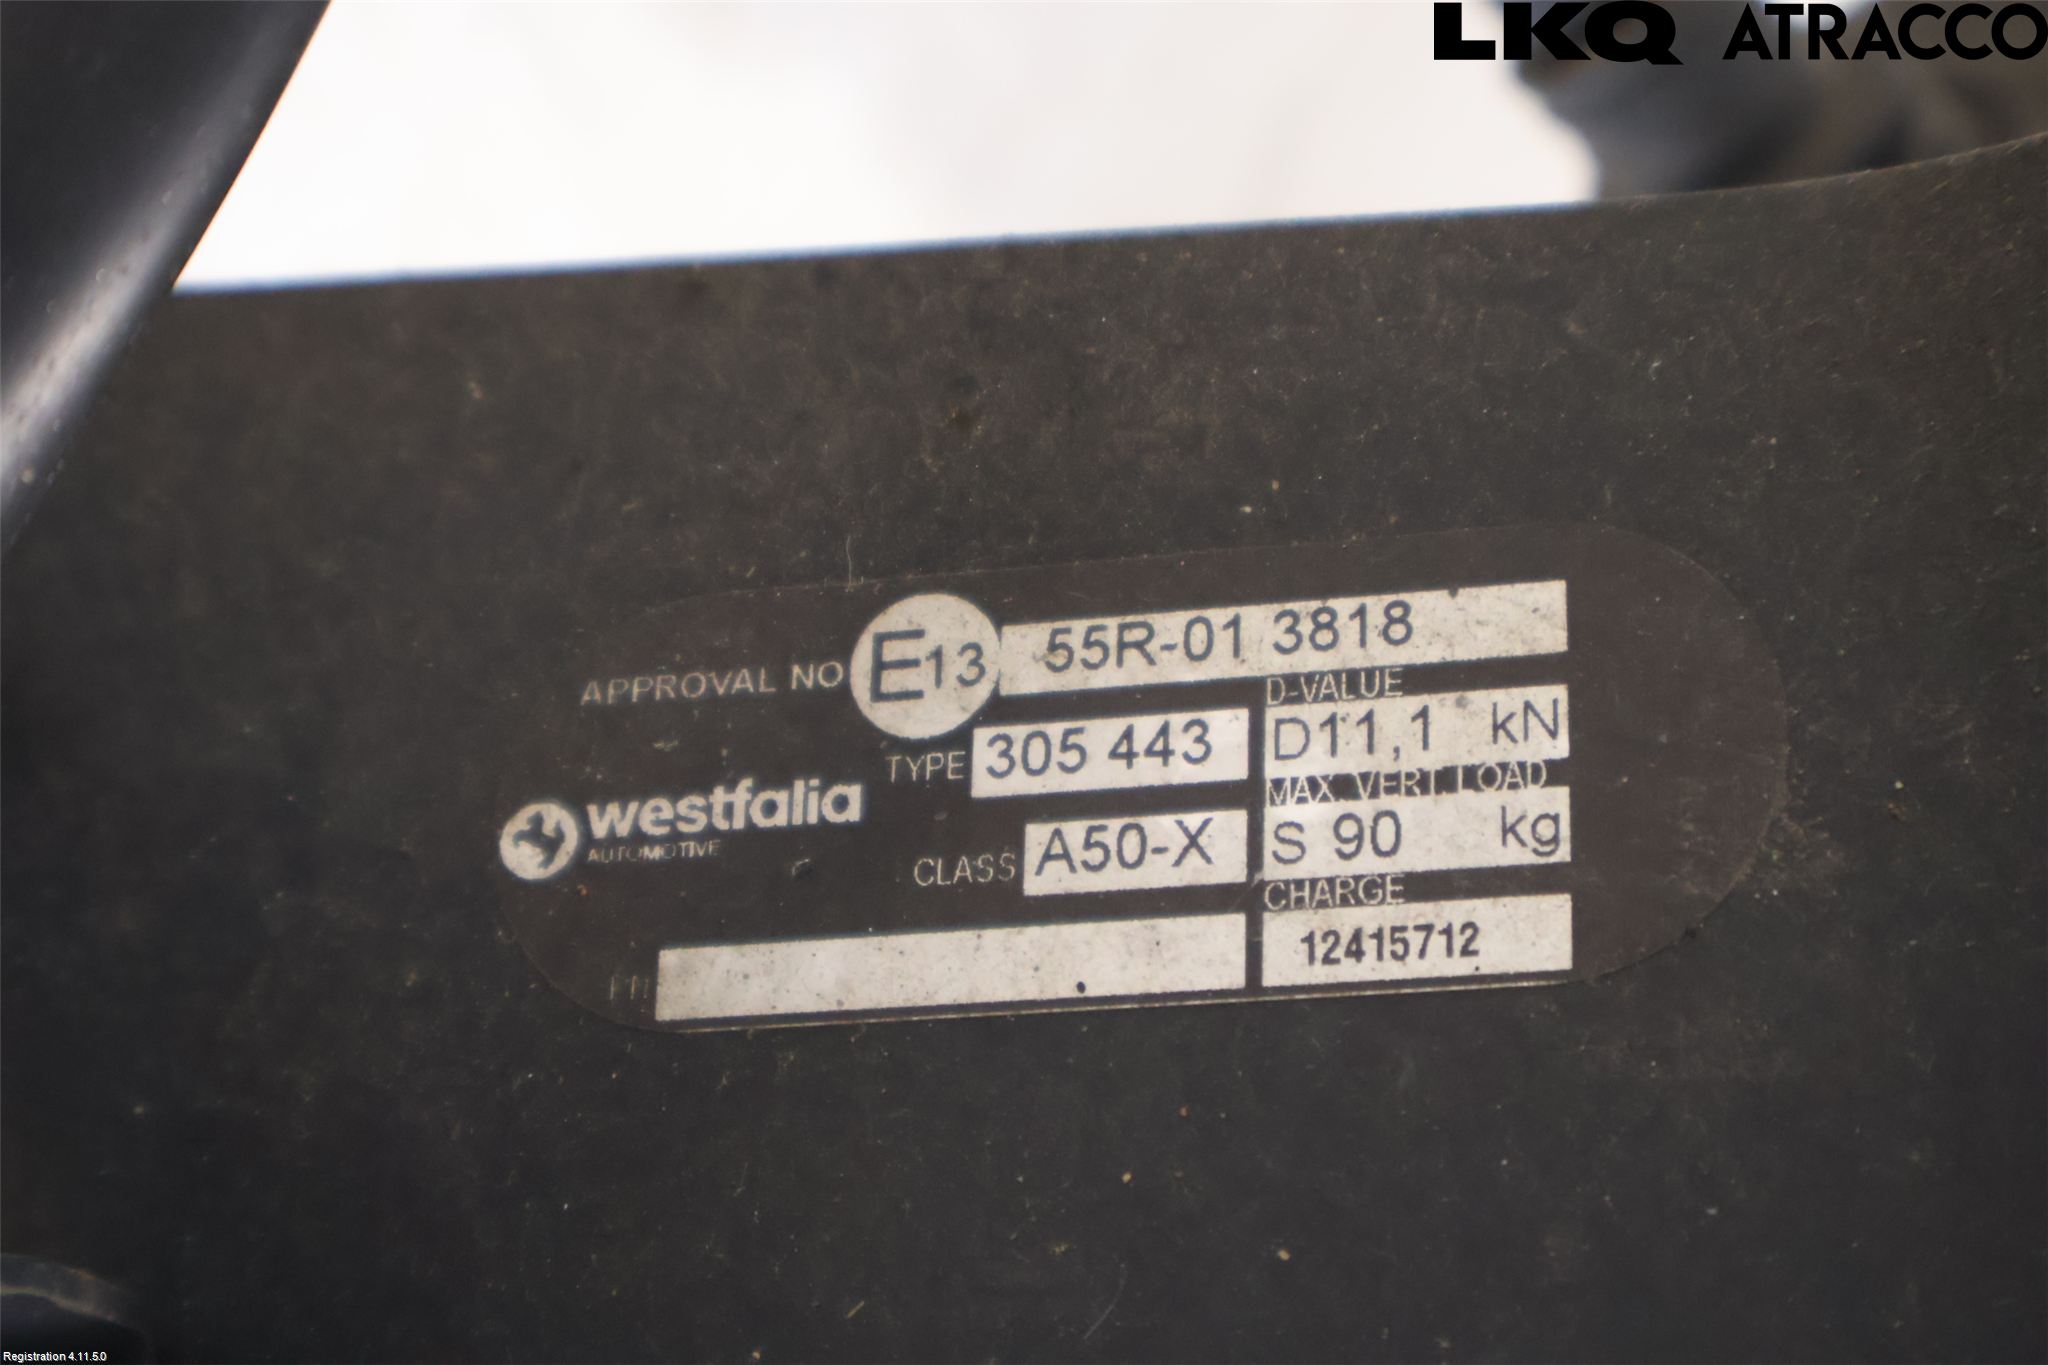 LKQ ATRACCO
APPROVAL NO E13 55R-01 3818
D-VALUE
TYPE 305 443 D11,1 kN
MAX. VERT. LOAD
westfalia
AUTOMOTIVE
CLASS A50-X S 90 kg
CHARGE
12415712
Registration 4.11.5.0